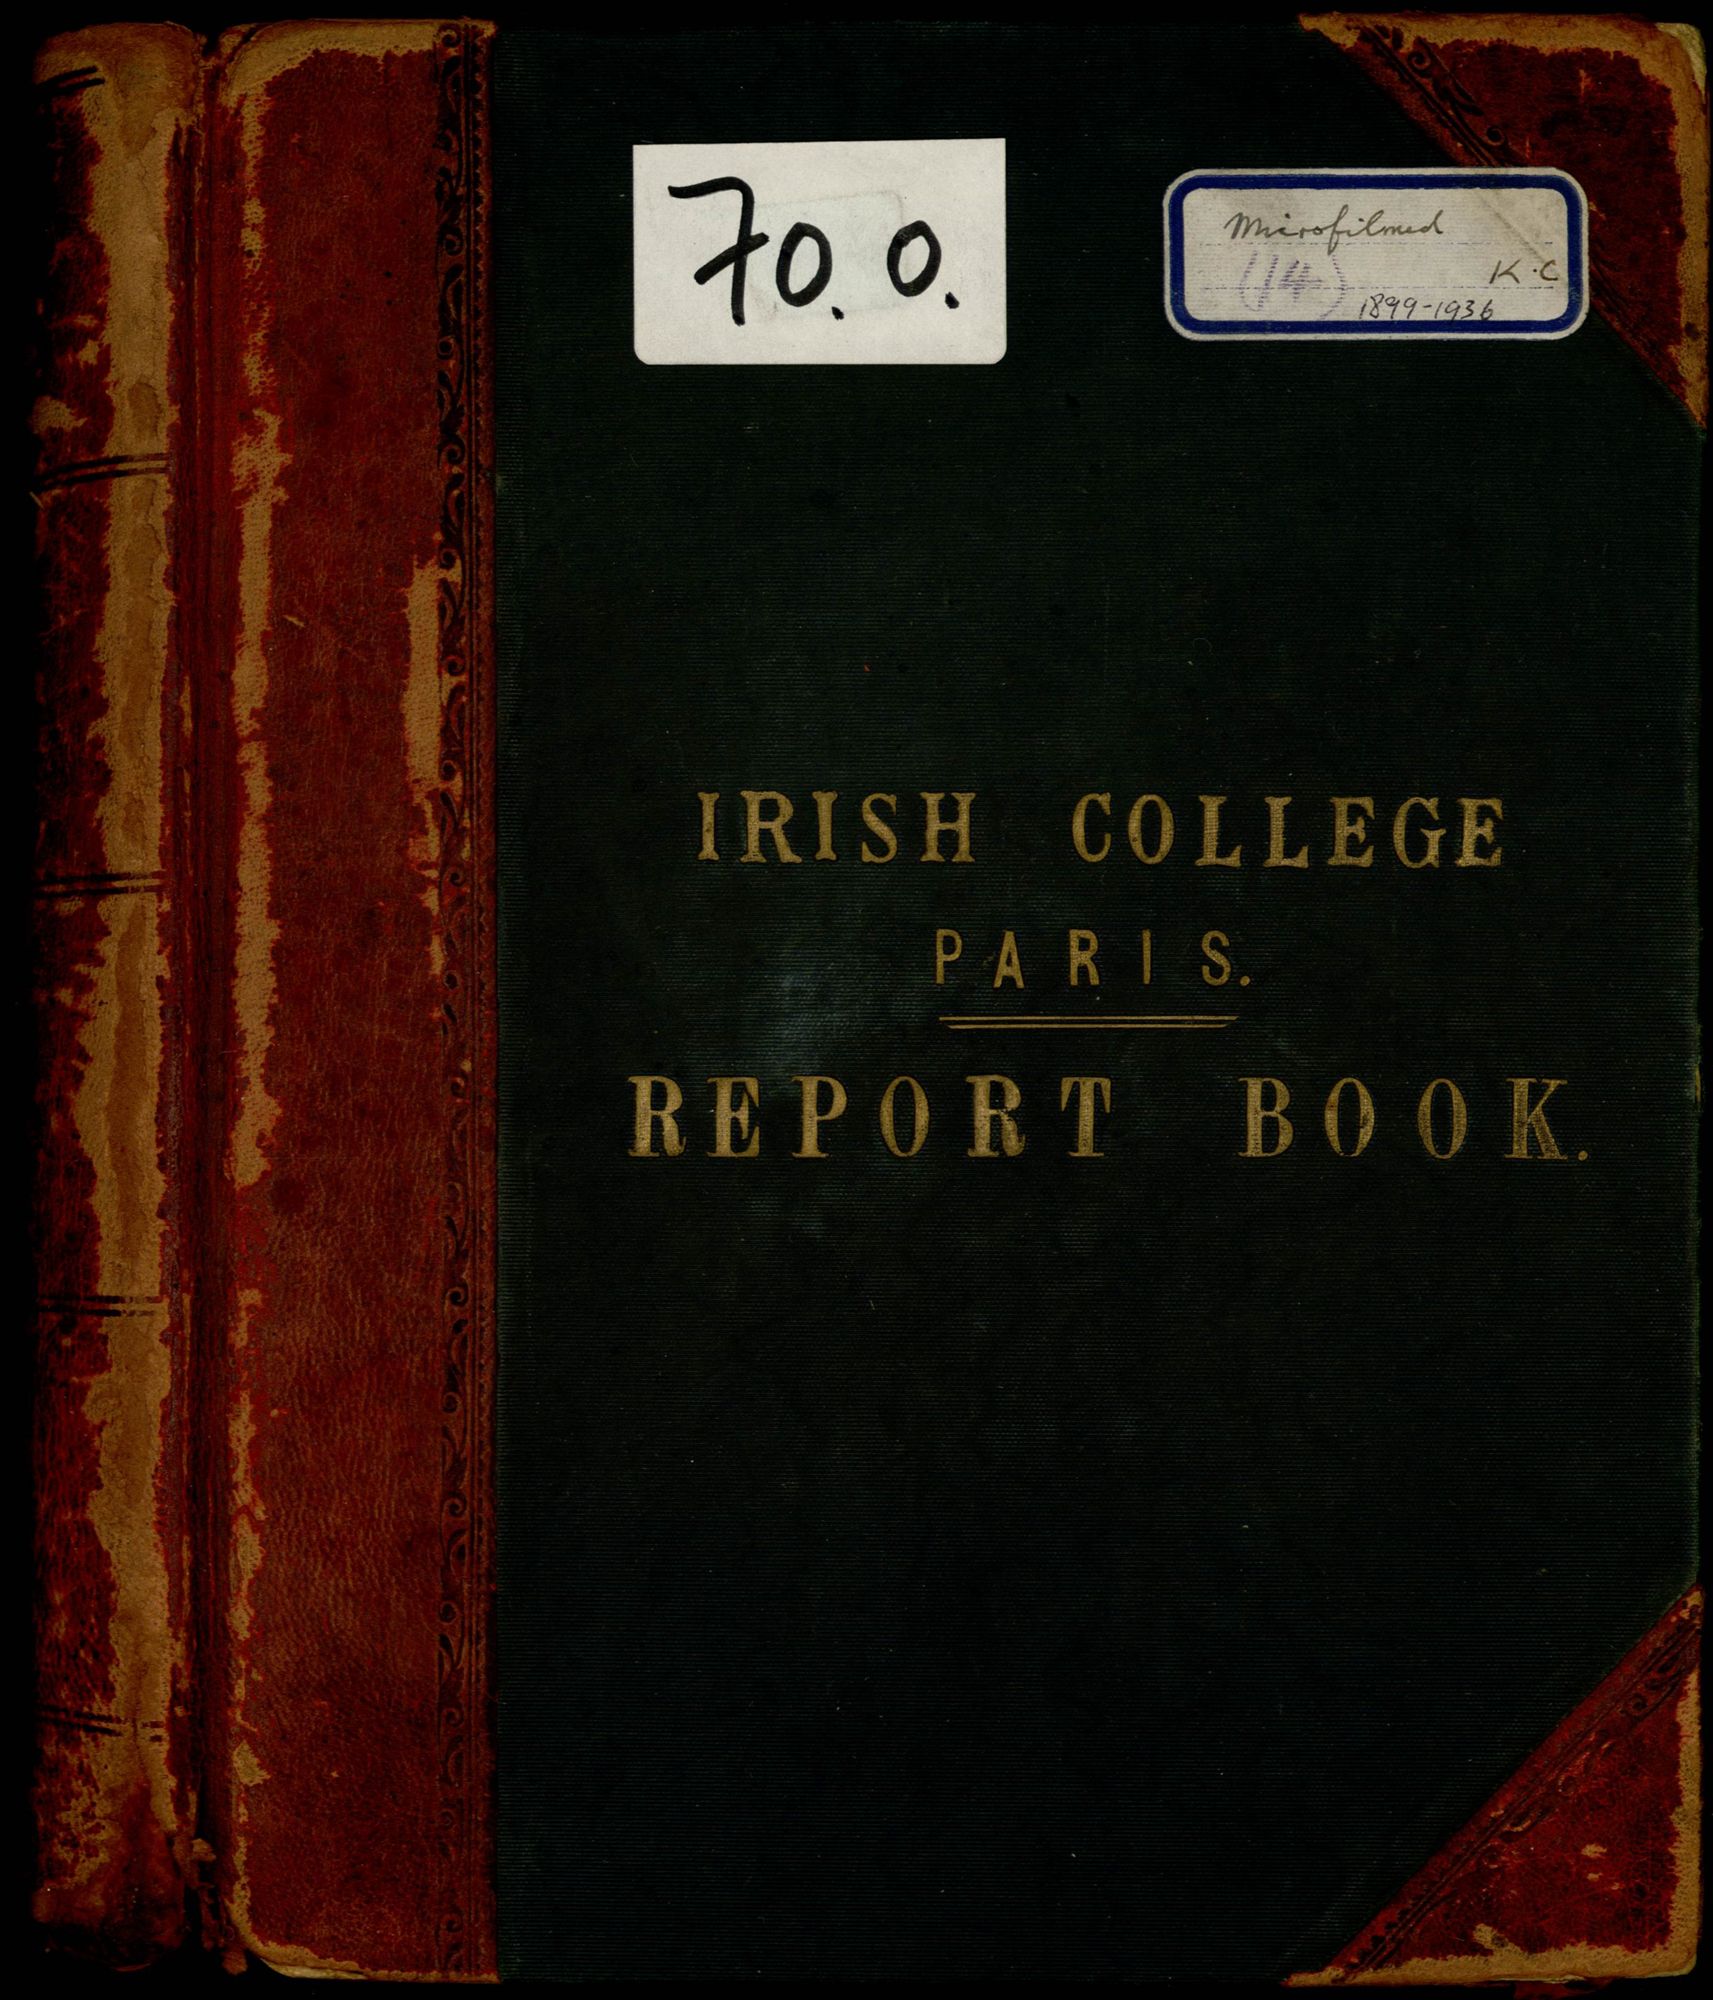 70.0.
Microfilmed
(14)
K.C
1899-1936
IRISH COLLEGE
PARIS.
REPORT BOOK.